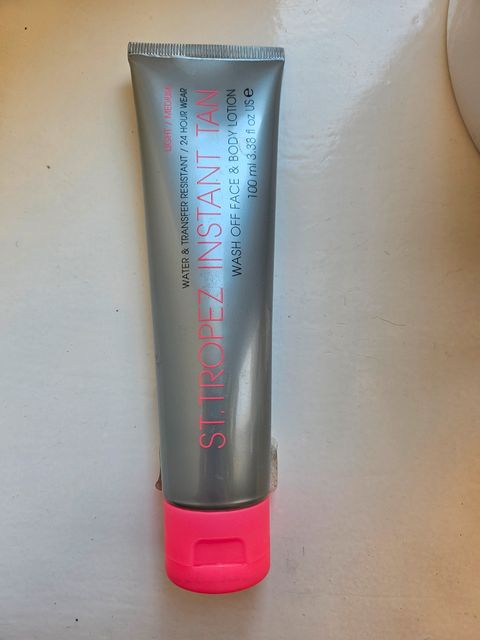 LIGHT / MEDIUM
WATER & TRANSFER RESISTANT / 24 HOUR WEAR
ST.TROPEZ INSTANT TAN
WASH OFF FACE & BODY LOTION
100 ml 3.38 fl oz US e